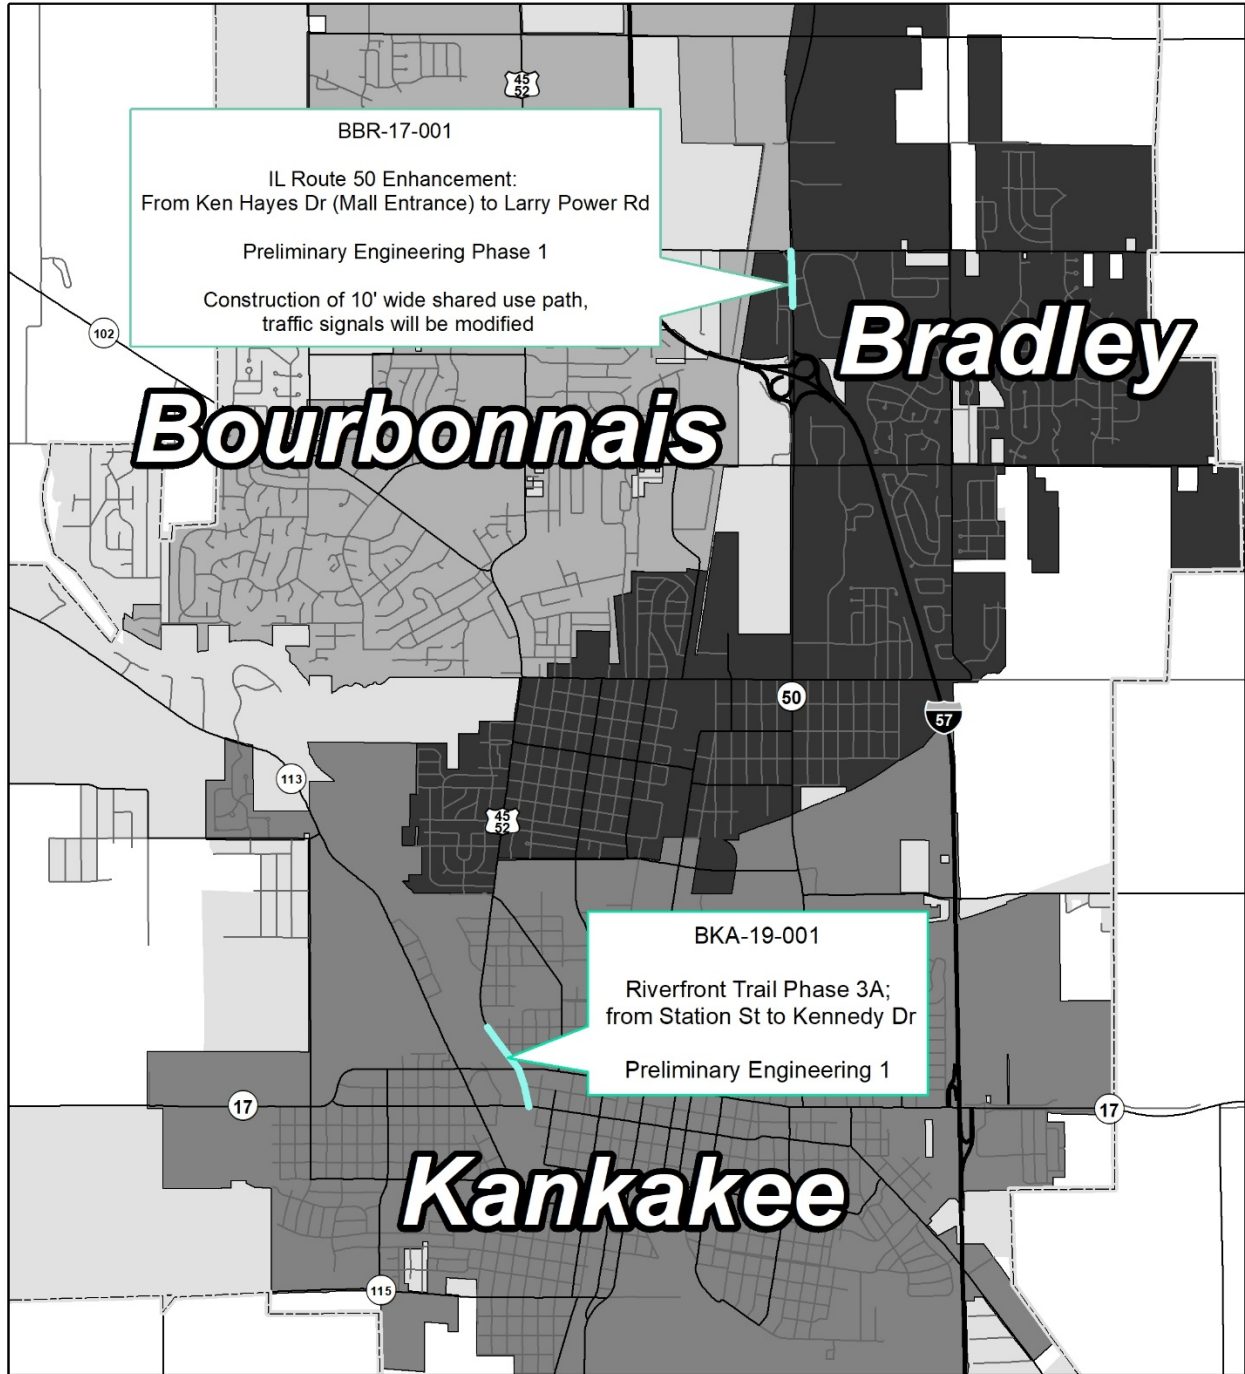 45
52
BBR-17-001
IL Route 50 Enhancement:
From Ken Hayes Dr (Mall Entrance) to Larry Power Rd
Preliminary Engineering Phase 1
Construction of 10' wide shared use path,
traffic signals will be modified
102
Bradley
Bourbonnais
50
57
113
45
52
BKA-19-001
Riverfront Trail Phase 3A;
from Station St to Kennedy Dr
Preliminary Engineering 1
17
17
Kankakee
115